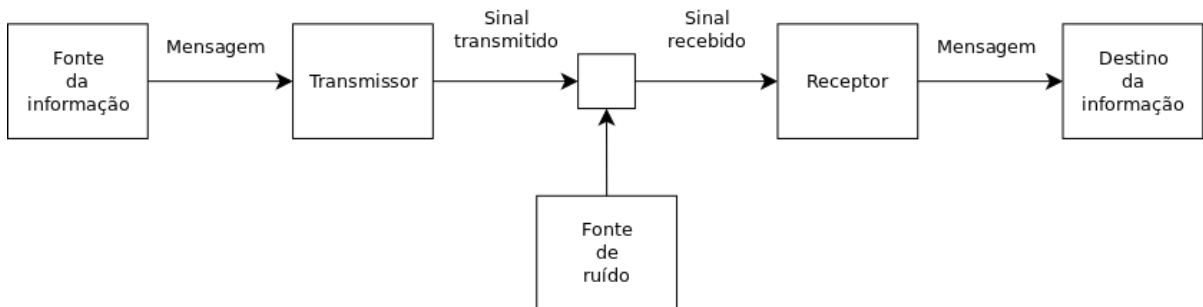 Fonte
da
informação
Mensagem
Transmissor
Sinal
transmitido
Sinal
recebido
Receptor
Mensagem
Destino
da
informação
Fonte
de
ruído